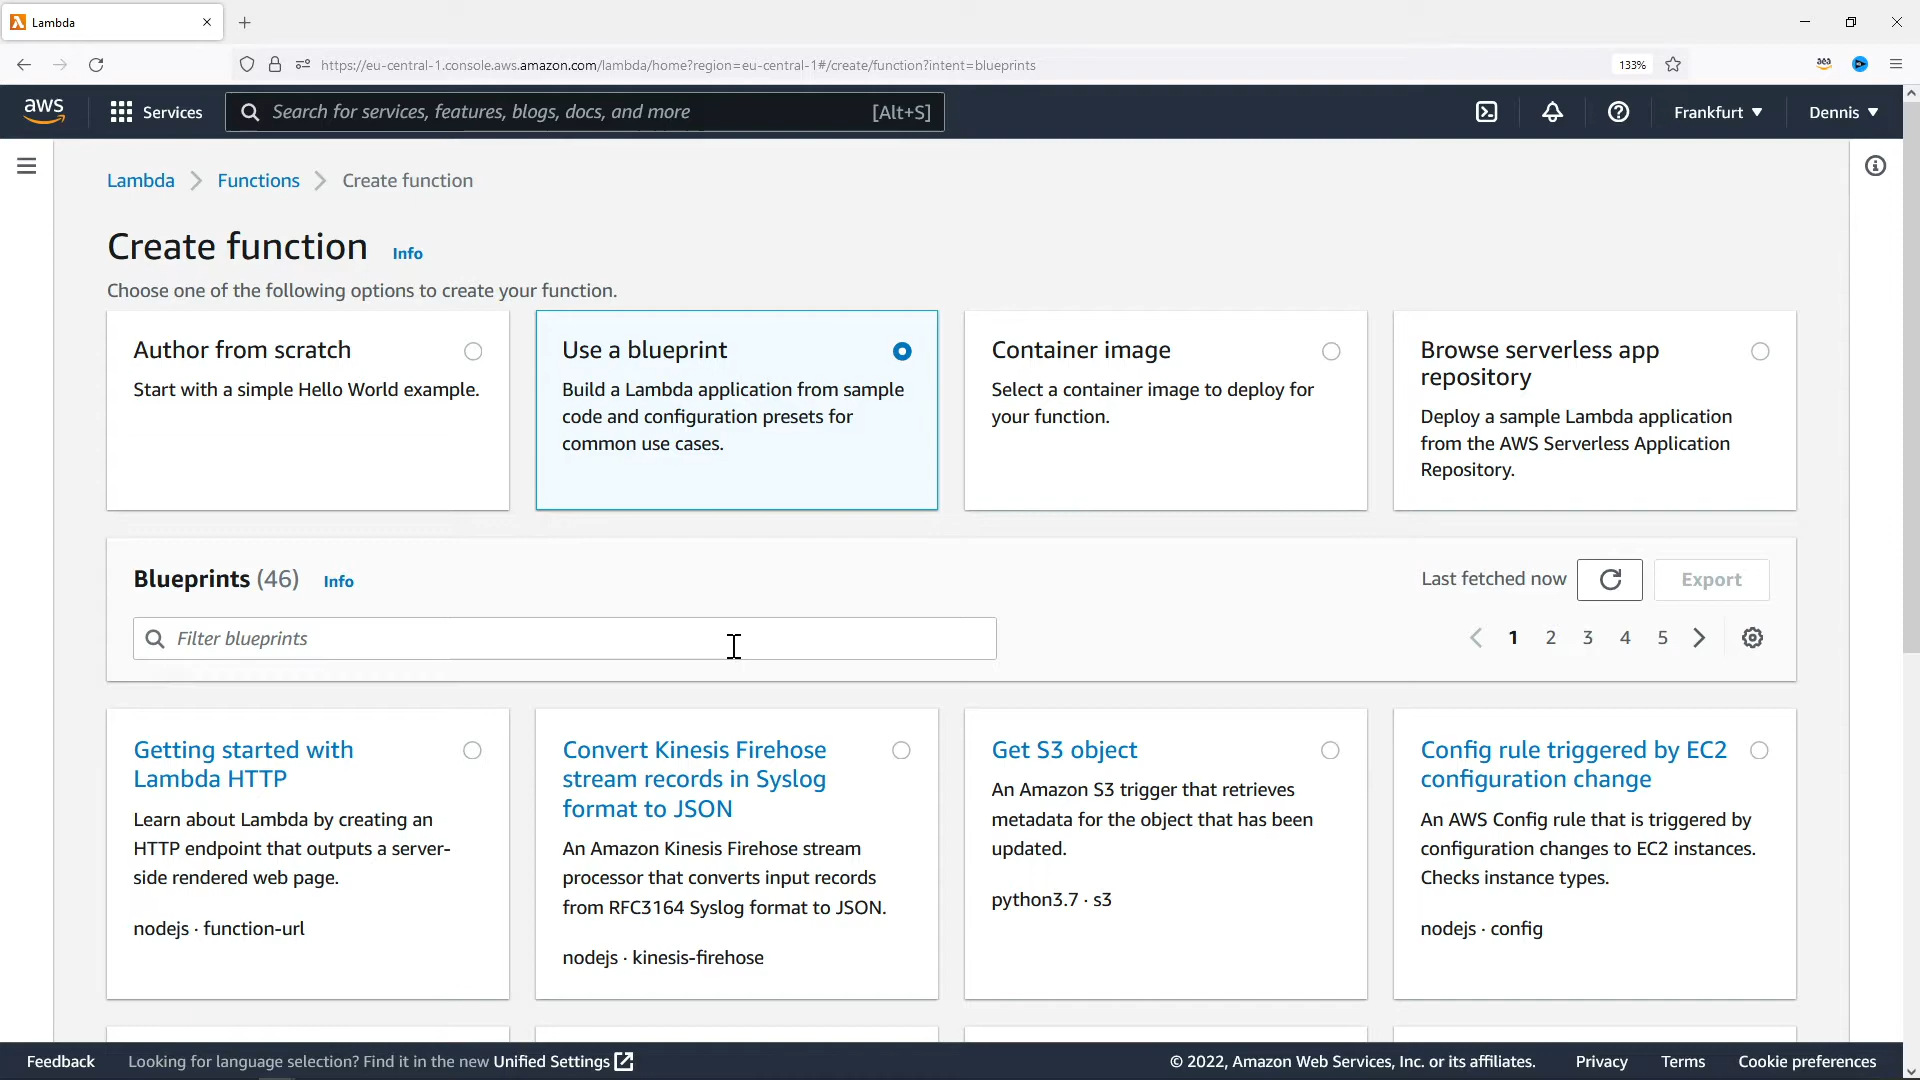 Lambda
https://eu-central-1.console.aws.amazon.com/lambda/home?region=eu-central-1#/create/function?intent=blueprints
133%
aws
Services
Search for services, features, blogs, docs, and more
[Alt+S]
Frankfurt
Dennis
Lambda
Functions
Create function
Create function
Info
Choose one of the following options to create your function.
Author from scratch
Start with a simple Hello World example.
Use a blueprint
Build a Lambda application from sample
code and configuration presets for
common use cases.
Container image
Select a container image to deploy for
your function.
Browse serverless app
repository
Deploy a sample Lambda application
from the AWS Serverless Application
Repository.
Blueprints (46)
Info
Last fetched now
Export
Filter blueprints
1 2 3 4 5
Getting started with
Lambda HTTP
Learn about Lambda by creating an
HTTP endpoint that outputs a server-
side rendered web page.
nodejs · function-url
Convert Kinesis Firehose
stream records in Syslog
format to JSON
An Amazon Kinesis Firehose stream
processor that converts input records
from RFC3164 Syslog format to JSON.
nodejs · kinesis-firehose
Get S3 object
An Amazon S3 trigger that retrieves
metadata for the object that has been
updated.
python3.7 · s3
Config rule triggered by EC2
configuration change
An AWS Config rule that is triggered by
configuration changes to EC2 instances.
Checks instance types.
nodejs · config
Feedback
Looking for language selection? Find it in the new Unified Settings
© 2022, Amazon Web Services, Inc. or its affiliates.
Privacy
Terms
Cookie preferences